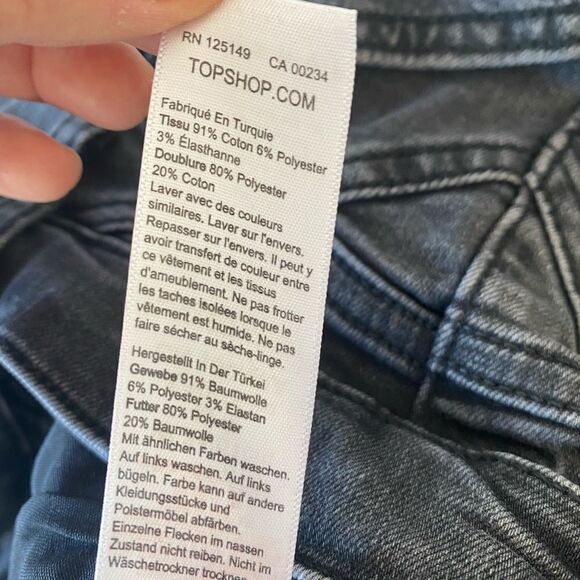 RN 125149 CA 00234
TOPSHOP.COM
Fabriqué En Turquie
Tissu 91% Coton 6% Polyester
3% Élasthanne
Doublure 80% Polyester
20% Coton
Laver avec des couleurs
similaires. Laver sur l'envers.
Repasser sur l'envers. Il peut y
avoir transfert de couleur entre
ce vêtement et les tissus
d'ameublement. Ne pas frotter
les taches isolées lorsque le
vêtement est humide. Ne pas
faire sécher au sèche-linge.
Hergestellt In Der Türkei
Gewebe 91% Baumwolle
6% Polyester 3% Elastan
Futter 80% Polyester
20% Baumwolle
Mit ähnlichen Farben waschen.
Auf links waschen. Auf links
bügeln. Farbe kann auf andere
Kleidungsstücke und
Polstermöbel abfärben.
Einzelne Flecken im nassen
Zustand nicht reiben. Nicht im
Wäschetrockner trocknen